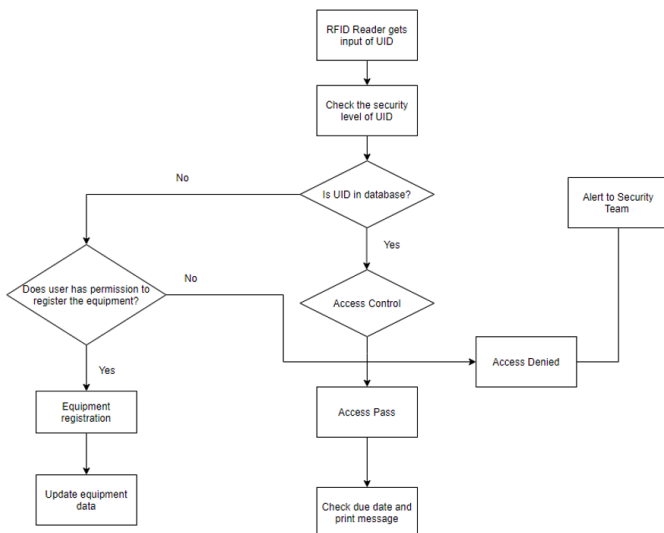 RFID Reader gets
input of UID
Check the security
level of UID
No
Is UID in database?
Alert to Security
Team
Yes
Does user has permission to
register the equipment?
No
Access Control
Access Denied
Yes
Equipment
registration
Access Pass
Update equipment
data
Check due date and
print message